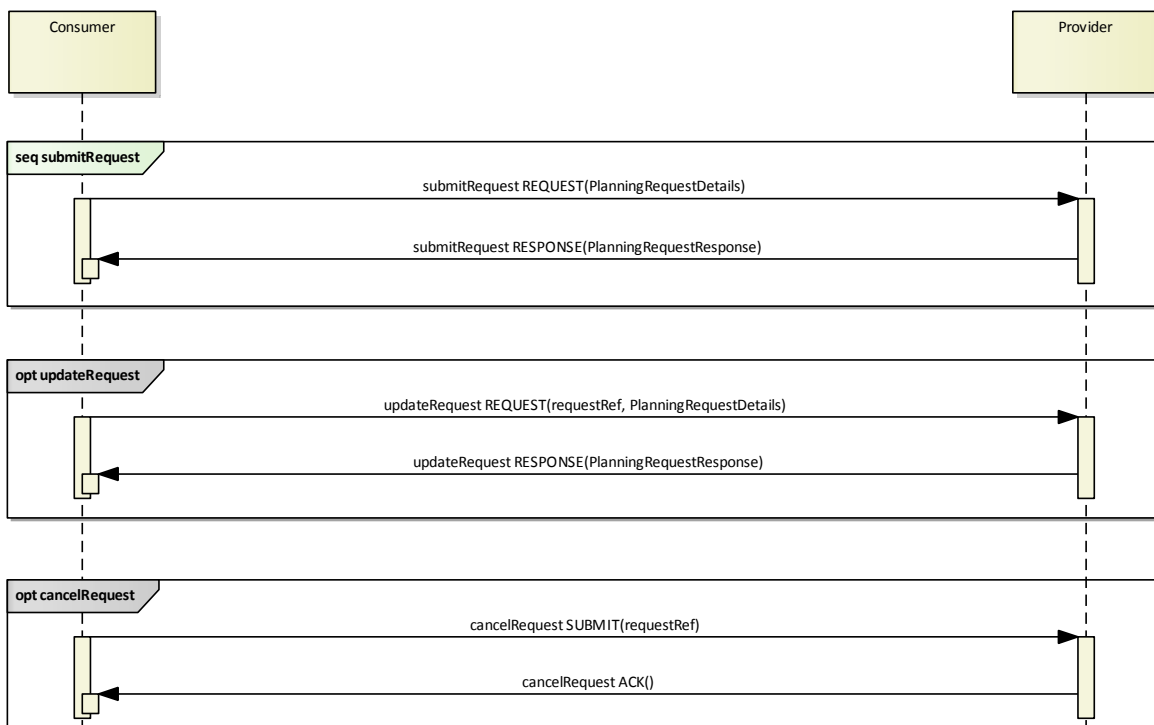 Consumer
Provider
seq submitRequest
submitRequest REQUEST(PlanningRequestDetails)
submitRequest RESPONSE(PlanningRequestResponse)
opt updateRequest
updateRequest REQUEST(requestRef, PlanningRequestDetails)
updateRequest RESPONSE(PlanningRequestResponse)
opt cancelRequest
cancelRequest SUBMIT(requestRef)
cancelRequest ACK()